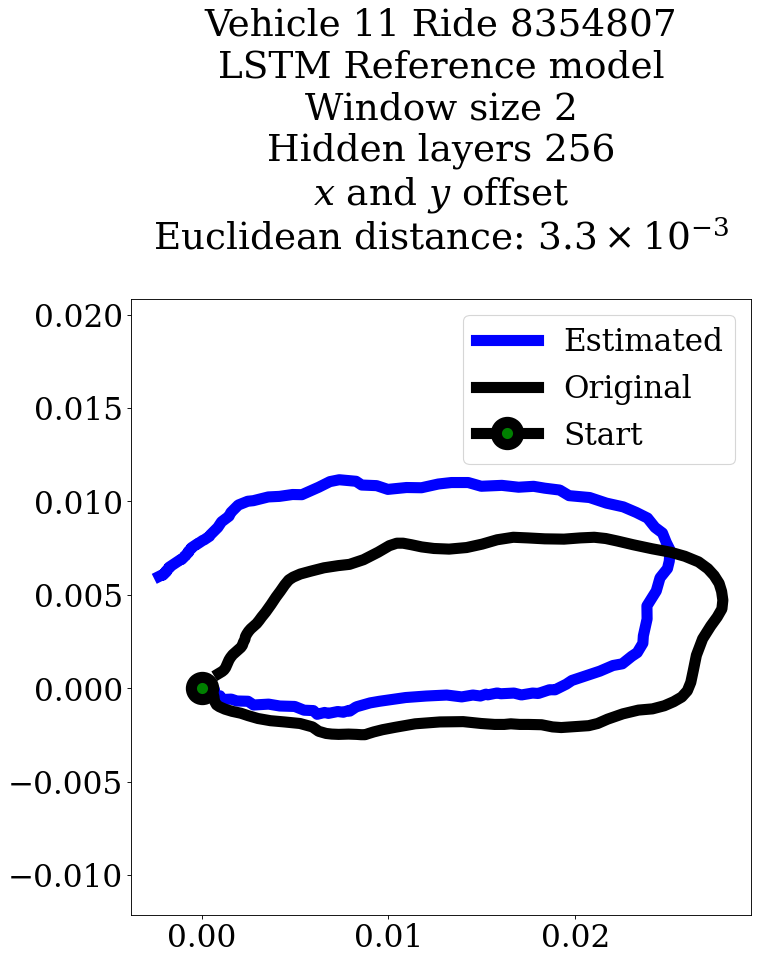 Vehicle 11 Ride 8354807
LSTM Reference model
Window size 2
Hidden layers 256
x and y offset
Euclidean distance: 3.3 × 10⁻³
0.020
0.015
0.010
0.005
0.000
−0.005
−0.010
Estimated
Original
Start
0.00 0.01 0.02